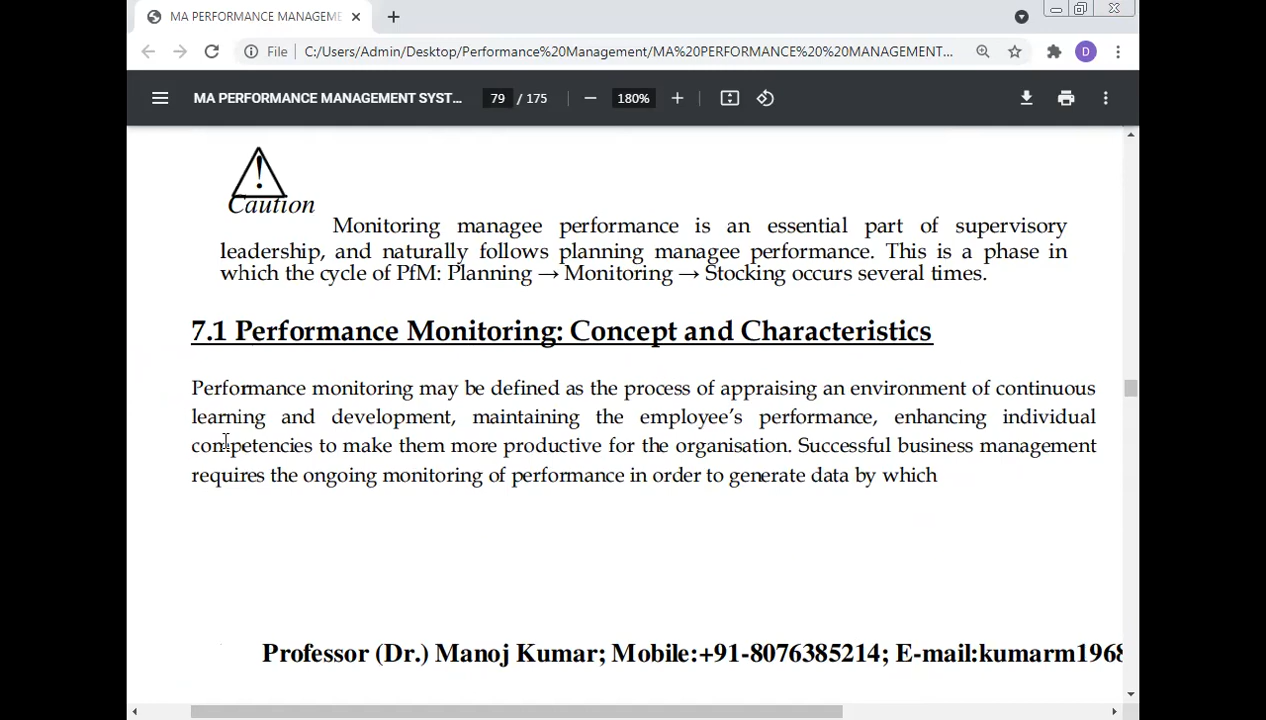 MA PERFORMANCE MANAGEME
File C:/Users/Admin/Desktop/Performance%20Management/MA%20PERFORMANCE%20%20MANAGEMENT... D
MA PERFORMANCE MANAGEMENT SYST... 79 / 175 180%
Caution
Monitoring managee performance is an essential part of supervisory
leadership, and naturally follows planning managee performance. This is a phase in
which the cycle of PfM: Planning → Monitoring → Stocking occurs several times.
7.1 Performance Monitoring: Concept and Characteristics
Performance monitoring may be defined as the process of appraising an environment of continuous
learning and development, maintaining the employee's performance, enhancing individual
competencies to make them more productive for the organisation. Successful business management
requires the ongoing monitoring of performance in order to generate data by which
Professor (Dr.) Manoj Kumar; Mobile:+91-8076385214; E-mail:kumarm1968